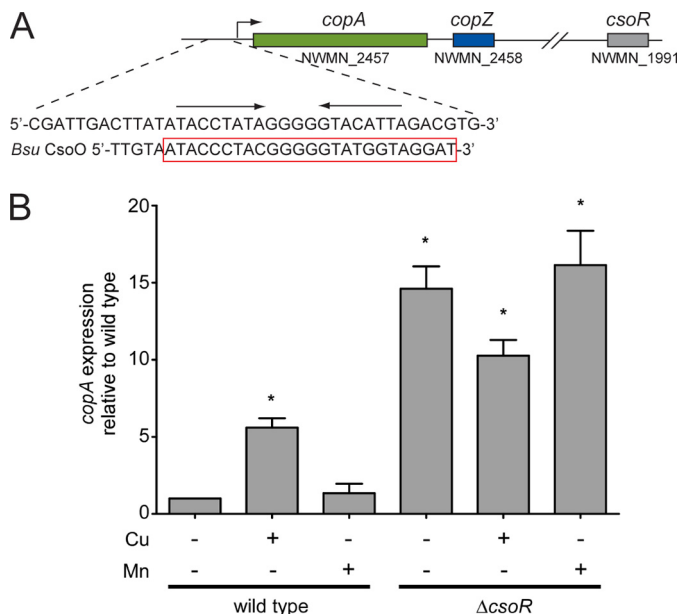 A
copA copZ csoR
NWMN_2457 NWMN_2458 NWMN_1991
5'-CGATTGACTTATATACCTATAGGGGGTACATTAGACGTG-3'
Bsu CsoO 5'-TTGTAATACCCTACGGGGGTATGGTAGGAT-3'
B
copA expression
relative to wild type
20
15
10
5
0
* * * *
Cu - + - - + -
Mn - - + - - +
wild type ΔcsoR